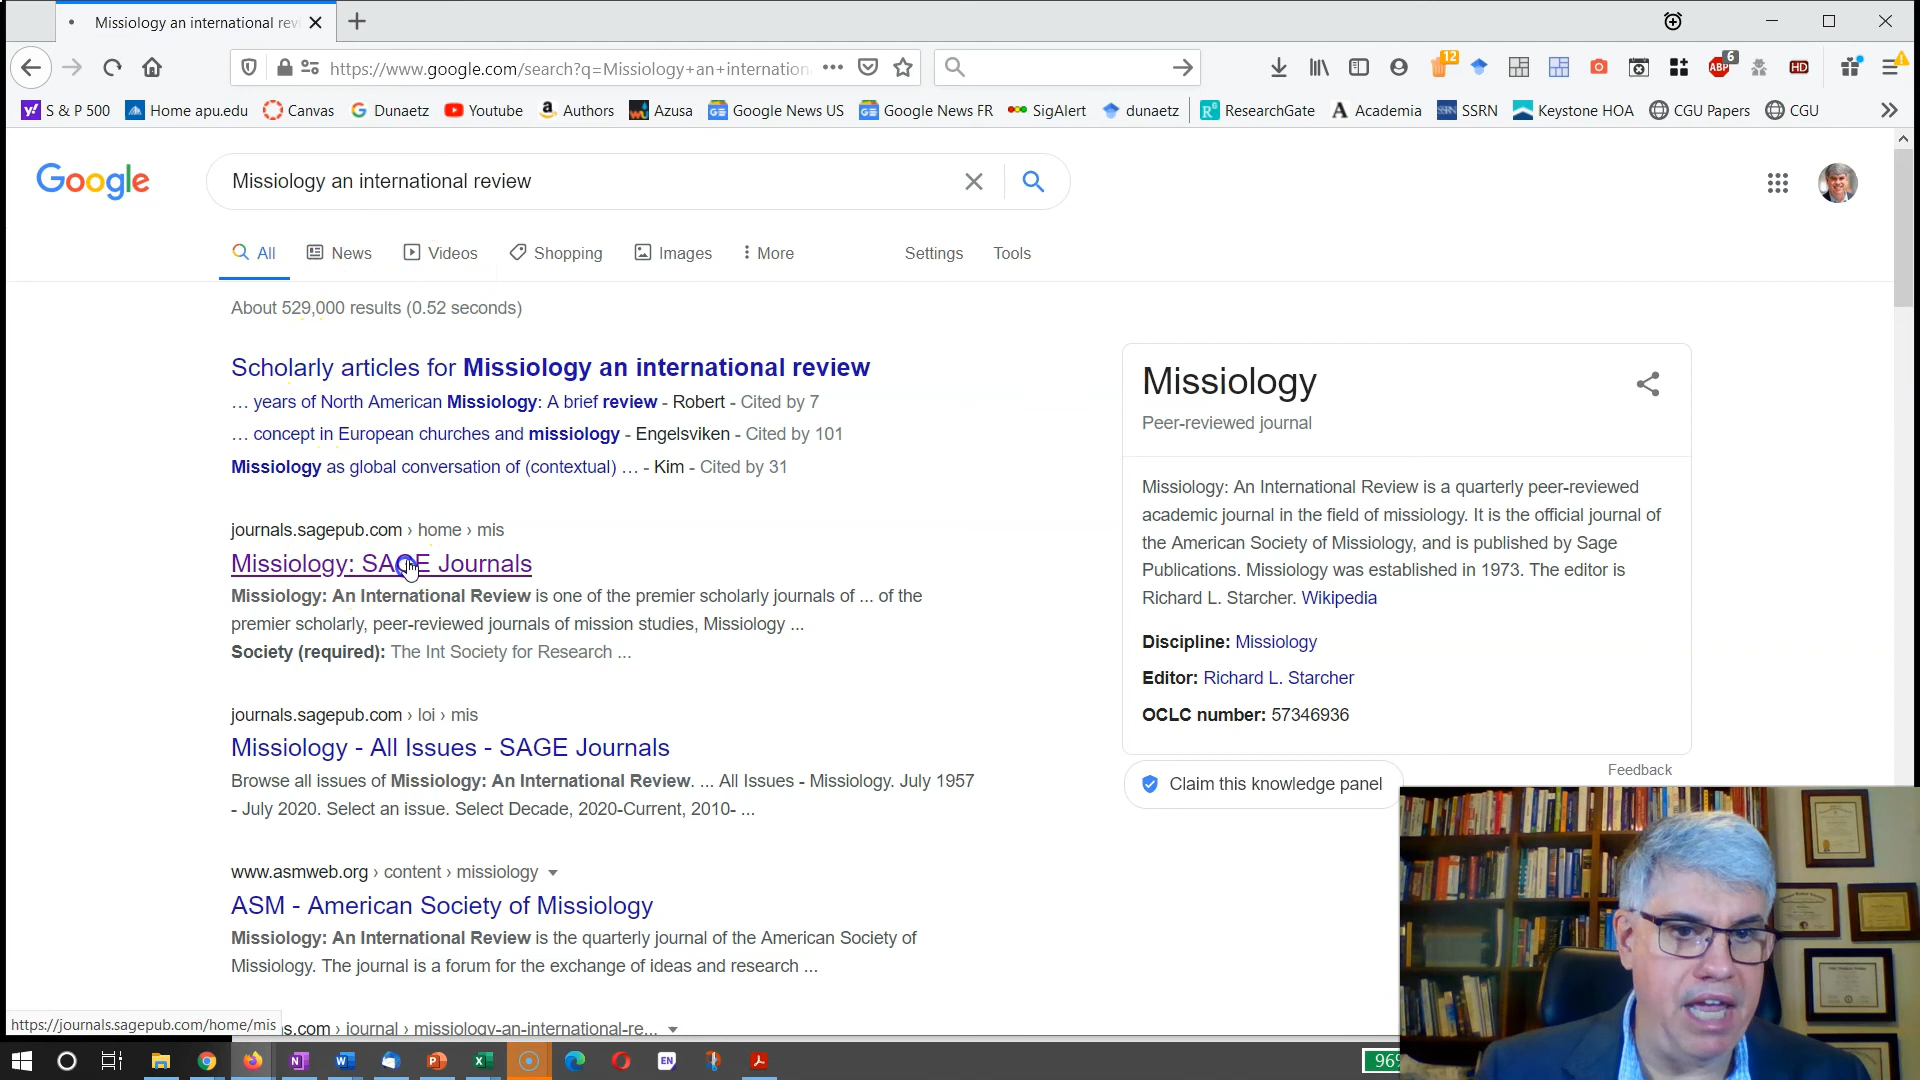 Missiology an international rev
https://www.google.com/search?q=Missiology+an+internation
12
6
ABP
HD
S & P 500
Home apu.edu
Canvas
Dunaetz
Youtube
Authors
Azusa
Google News US
Google News FR
SigAlert
dunaetz
ResearchGate
Academia
SSRN
Keystone HOA
CGU Papers
CGU
Google
Missiology an international review
All
News
Videos
Shopping
Images
More
Settings
Tools
About 529,000 results (0.52 seconds)
Scholarly articles for Missiology an international review
… years of North American Missiology: A brief review - Robert - Cited by 7
… concept in European churches and missiology - Engelsviken - Cited by 101
Missiology as global conversation of (contextual) … - Kim - Cited by 31
journals.sagepub.com › home › mis
Missiology: SAGE Journals
Missiology: An International Review is one of the premier scholarly journals of ... of the
premier scholarly, peer-reviewed journals of mission studies, Missiology ...
Society (required): The Int Society for Research ...
journals.sagepub.com › loi › mis
Missiology - All Issues - SAGE Journals
Browse all issues of Missiology: An International Review. ... All Issues - Missiology. July 1957
- July 2020. Select an issue. Select Decade, 2020-Current, 2010- ...
www.asmweb.org › content › missiology
ASM - American Society of Missiology
Missiology: An International Review is the quarterly journal of the American Society of
Missiology. The journal is a forum for the exchange of ideas and research ...
s.com › journal › missiology-an-international-re...
https://journals.sagepub.com/home/mis
Missiology
Peer-reviewed journal
Missiology: An International Review is a quarterly peer-reviewed
academic journal in the field of missiology. It is the official journal of
the American Society of Missiology, and is published by Sage
Publications. Missiology was established in 1973. The editor is
Richard L. Starcher. Wikipedia
Discipline: Missiology
Editor: Richard L. Starcher
OCLC number: 57346936
Feedback
Claim this knowledge panel
EN
96%